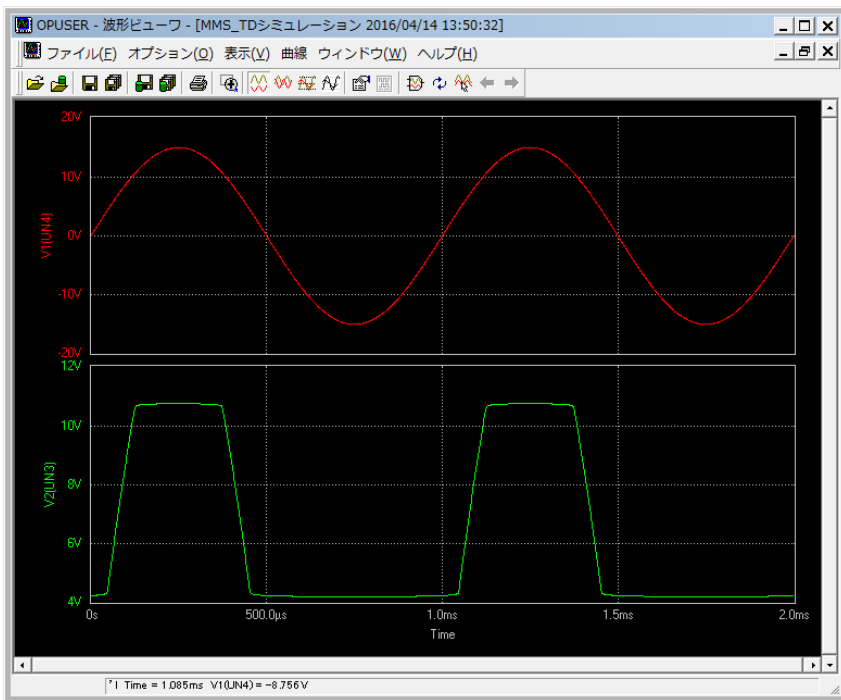 OPUSER - 波形ビューワ - [MMS_TDシミュレーション 2016/04/14 13:50:32]
ファイル(F) オプション(O) 表示(V) 曲線 ウィンドウ(W) ヘルプ(H)
20V
10V
0V
-10V
-20V
V1(UN4)
12V
10V
8V
6V
4V
V2(UN3)
0s 500.0µs 1.0ms 1.5ms 2.0ms
Time
Time = 1.085ms V1(UN4) = -8.756 V